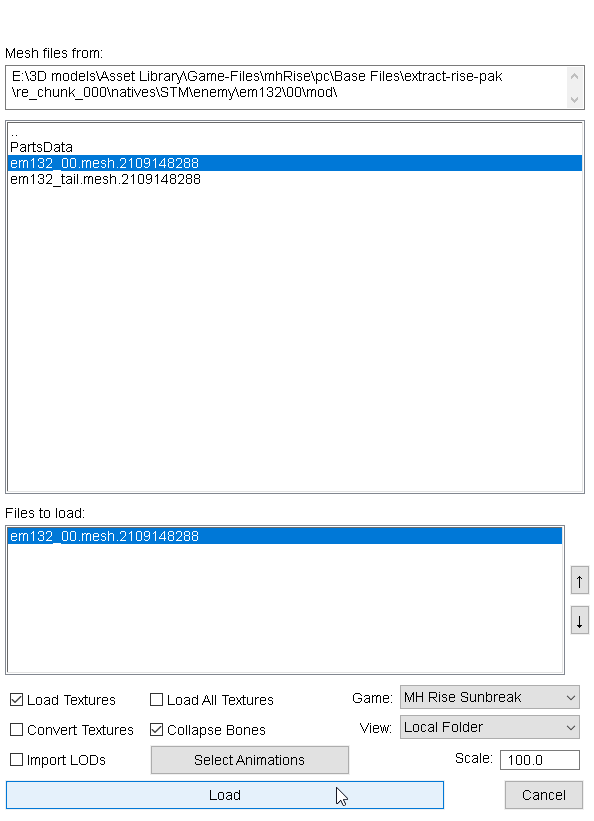 Mesh files from:
E:\3D models\Asset Library\Game-Files\mhRise\pc\Base Files\extract-rise-pak
\re_chunk_000\natives\STM\enemy\em132\00\mod\
..
PartsData
em132_00.mesh.2109148288
em132_tail.mesh.2109148288
Files to load:
em132_00.mesh.2109148288
↑
↓
Load Textures Load All Textures Game: MH Rise Sunbreak
Convert Textures Collapse Bones View: Local Folder
Import LODs Select Animations Scale: 100.0
Load Cancel